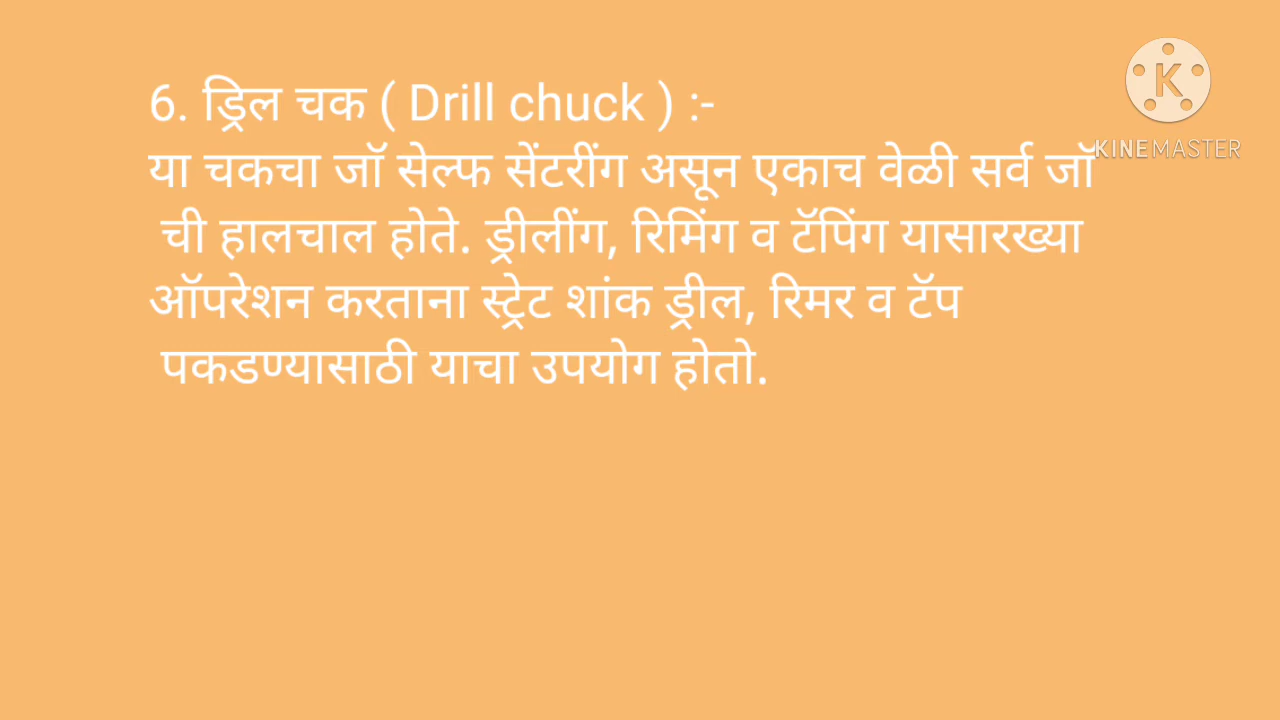 6. ड्रिल चक ( Drill chuck ) :-
या चकचा जॉ सेल्फ सेंटरींग असून एकाच वेळी सर्व जॉ
ची हालचाल होते. ड्रीलींग, रिमिंग व टॅपिंग यासारख्या
ऑपरेशन करताना स्ट्रेट शांक ड्रील, रिमर व टॅप
पकडण्यासाठी याचा उपयोग होतो.
K
KINEMASTER